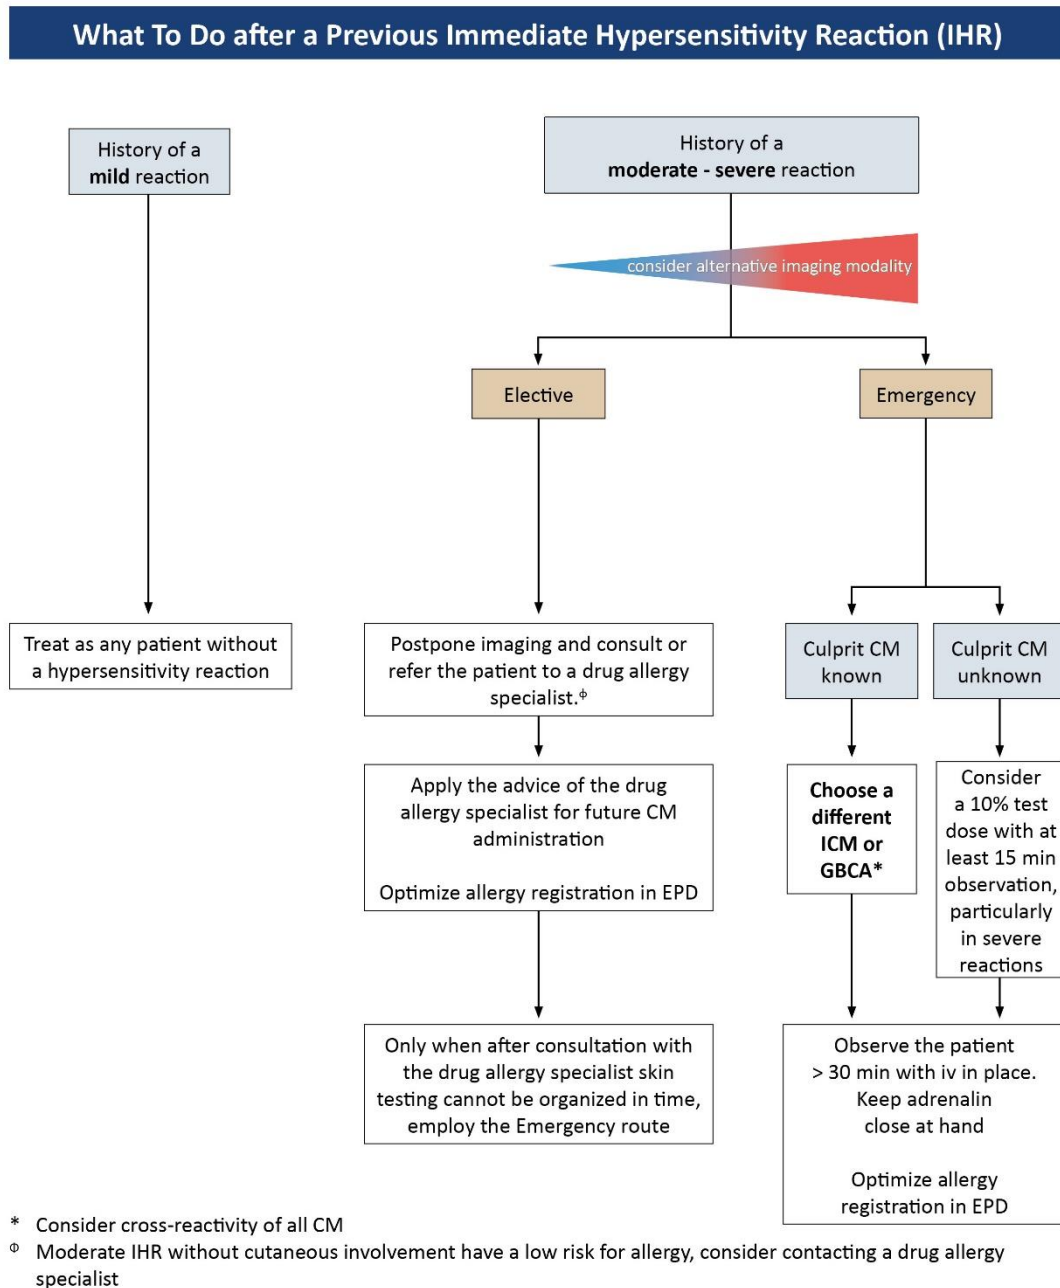 What To Do after a Previous Immediate Hypersensitivity Reaction (IHR)
History of a
mild reaction
History of a
moderate - severe reaction
consider alternative imaging modality
Elective
Emergency
Treat as any patient without
a hypersensitivity reaction
Postpone imaging and consult or
refer the patient to a drug allergy
specialist.ᶲ
Culprit CM
known
Culprit CM
unknown
Apply the advice of the drug
allergy specialist for future CM
administration
Optimize allergy registration in EPD
Choose a
different
ICM or
GBCA*
Consider
a 10% test
dose with at
least 15 min
observation,
particularly
in severe
reactions
Only when after consultation with
the drug allergy specialist skin
testing cannot be organized in time,
employ the Emergency route
Observe the patient
> 30 min with iv in place.
Keep adrenalin
close at hand
Optimize allergy
registration in EPD
* Consider cross-reactivity of all CM
ᶲ Moderate IHR without cutaneous involvement have a low risk for allergy, consider contacting a drug allergy
specialist